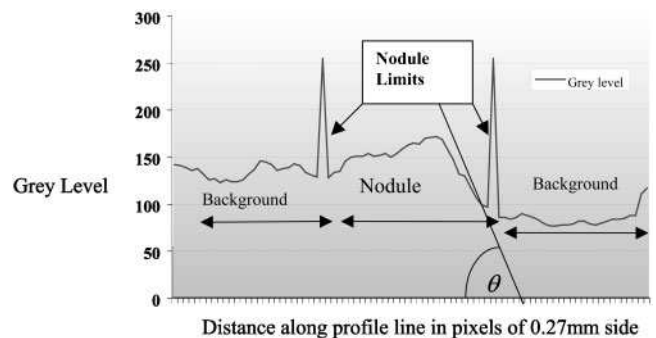 300
250
200
150
100
50
0
Grey Level
Nodule
Limits
Grey level
Background
Nodule
Background
θ
Distance along profile line in pixels of 0.27mm side